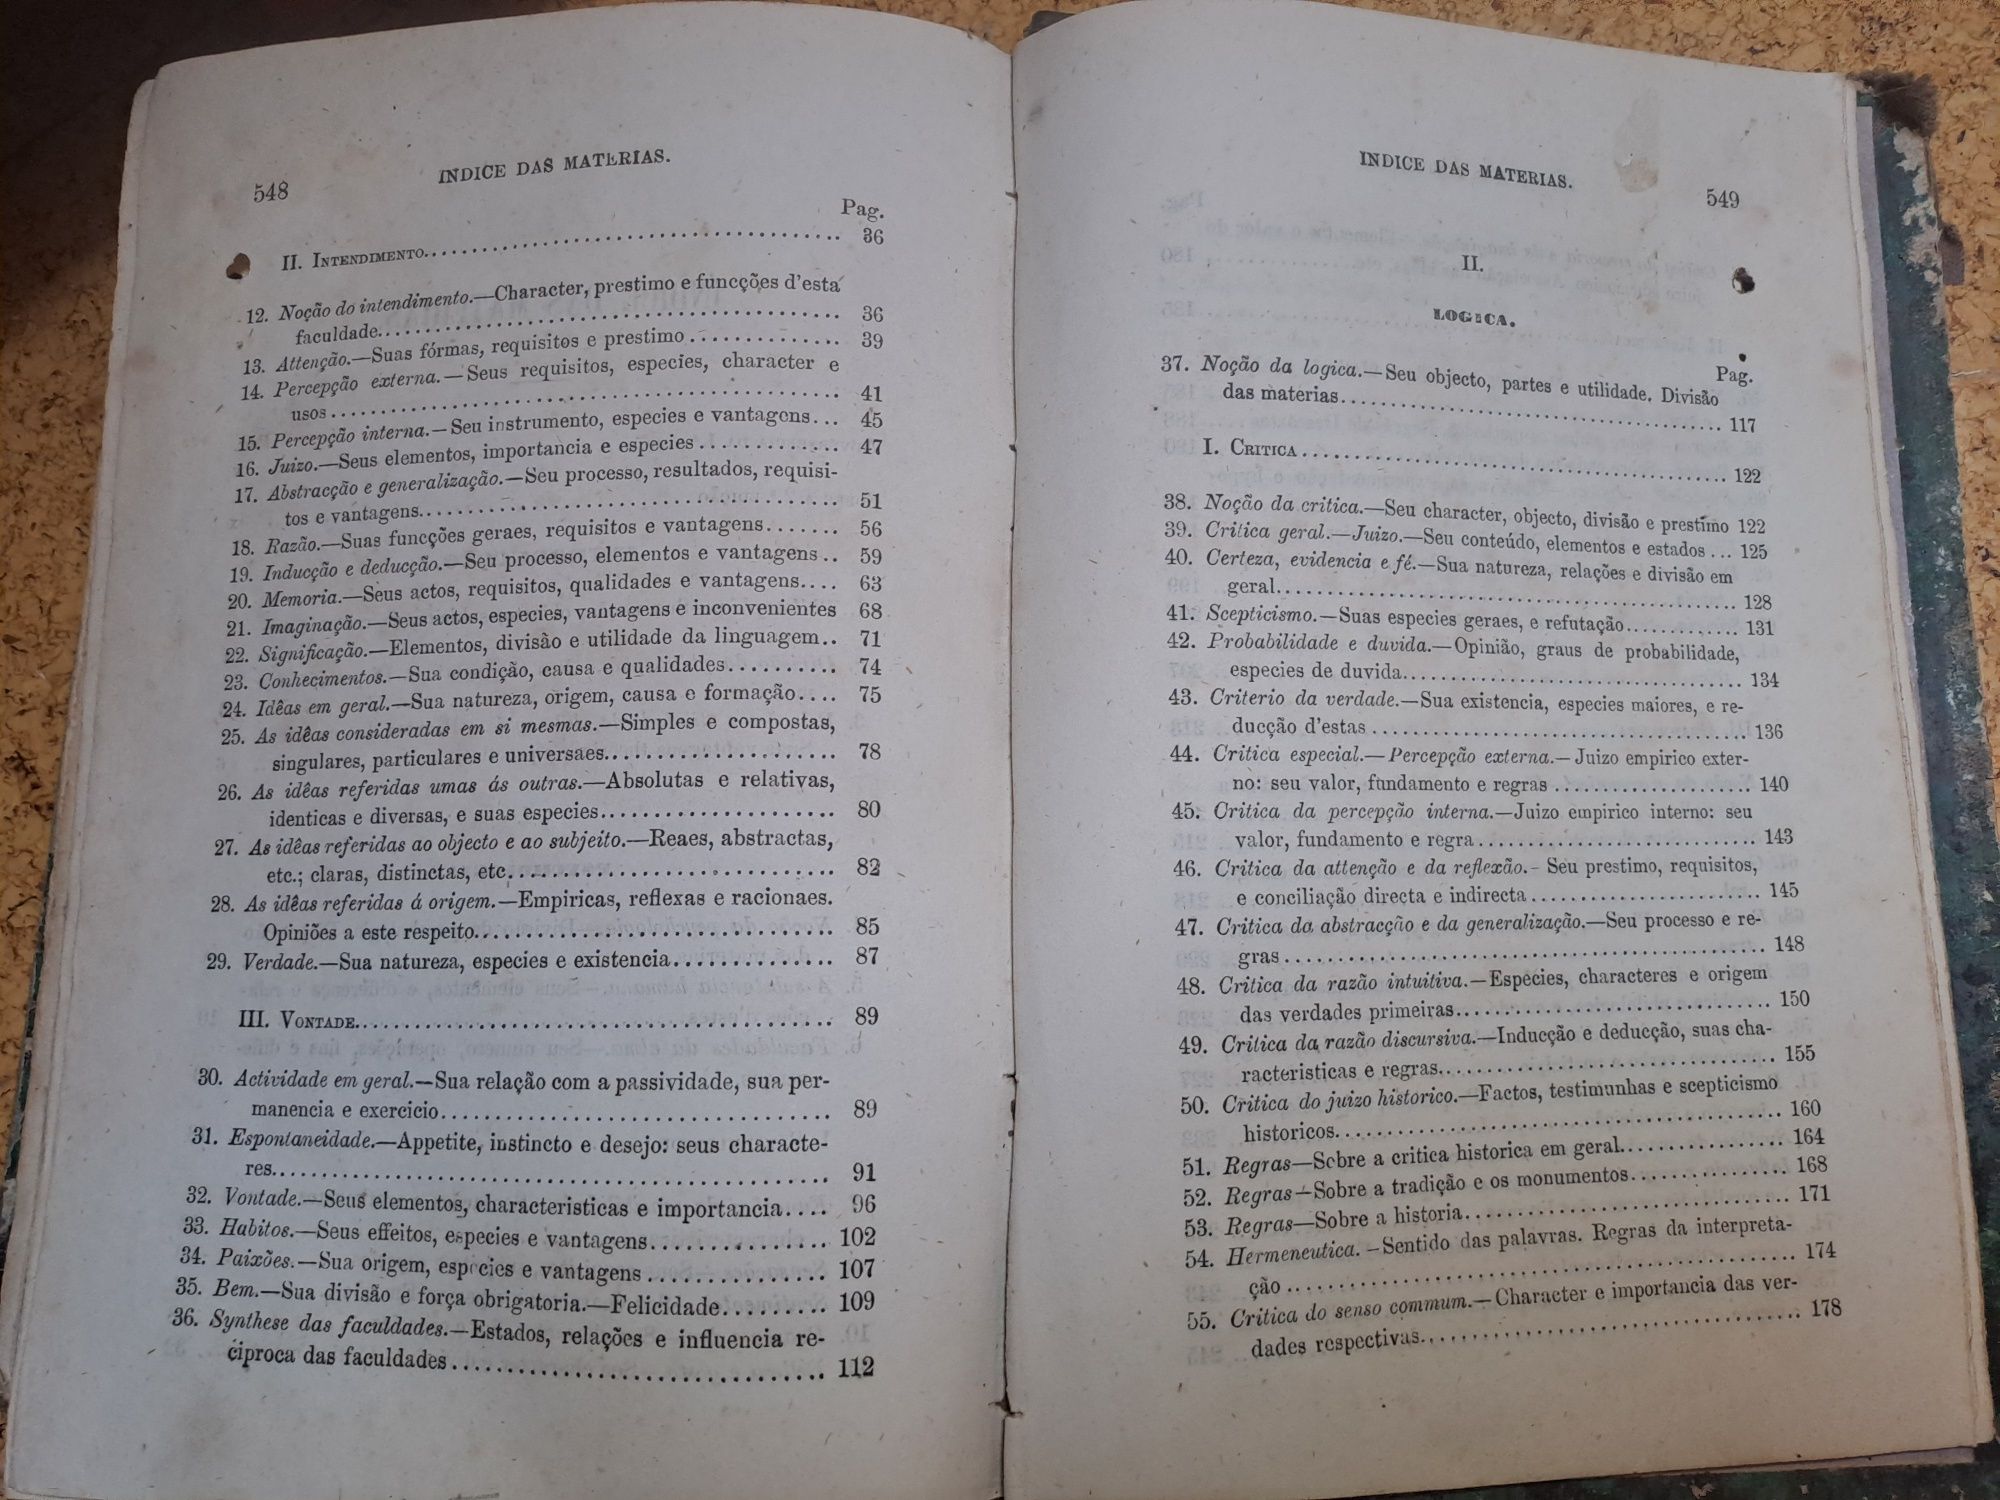 548
INDICE DAS MATERIAS.
Pag.
II. INTENDIMENTO........................................ 36
12. Noção do intendimento.—Character, prestimo e funcções d'esta
faculdade........................................ 36
13. Attenção.—Suas fórmas, requisitos e prestimo .............. 39
14. Percepção externa.—Seus requisitos, especies, character e
usos ........................................ 41
15. Percepção interna.—Seu instrumento, especies e vantagens... 45
16. Juizo.—Seus elementos, importancia e especies ............. 47
17. Abstracção e generalização.—Seu processo, resultados, requisi-
tos e vantagens........................................ 51
18. Razão.—Suas funcções geraes, requisitos e vantagens....... 56
19. Inducção e deducção.—Seu processo, elementos e vantagens.. 59
20. Memoria.—Seus actos, requisitos, qualidades e vantagens.... 63
21. Imaginação.—Seus actos, especies, vantagens e inconvenientes 68
22. Significação.—Elementos, divisão e utilidade da linguagem.. 71
23. Conhecimentos.—Sua condição, causa e qualidades.......... 74
24. Idêas em geral.—Sua natureza, origem, causa e formação.... 75
25. As idêas consideradas em si mesmas.—Simples e compostas,
singulares, particulares e universaes..................... 78
26. As idêas referidas umas ás outras.—Absolutas e relativas,
identicas e diversas, e suas especies..................... 80
27. As idêas referidas ao objecto e ao subjeito.—Reaes, abstractas,
etc.; claras, distinctas, etc............................. 82
28. As idêas referidas á origem.—Empiricas, reflexas e racionaes.
Opiniões a este respeito................................ 85
29. Verdade.—Sua natureza, especies e existencia.............. 87
III. VONTADE........................................ 89
30. Actividade em geral.—Sua relação com a passividade, sua per-
manencia e exercicio................................... 89
31. Espontaneidade.—Appetite, instincto e desejo: seus characte-
res........................................ 91
32. Vontade.—Seus elementos, characteristicas e importancia.... 96
33. Habitos.—Seus effeitos, especies e vantagens............... 102
34. Paixões.—Sua origem, especies e vantagens ............... 107
35. Bem.—Sua divisão e força obrigatoria.—Felicidade......... 109
36. Synthese das faculdades.—Estados, relações e influencia re-
ciproca das faculdades ................................ 112
INDICE DAS MATERIAS.
549
II.
LOGICA.
Pag.
37. Noção da logica.—Seu objecto, partes e utilidade. Divisão
das materias........................................ 117
I. CRITICA ........................................ 122
38. Noção da critica.—Seu character, objecto, divisão e prestimo 122
39. Critica geral.—Juizo.—Seu conteúdo, elementos e estados ... 125
40. Certeza, evidencia e fé.—Sua natureza, relações e divisão em
geral........................................ 128
41. Scepticismo.—Suas especies geraes, e refutação............. 131
42. Probabilidade e duvida.—Opinião, graus de probabilidade,
especies de duvida.................................... 134
43. Criterio da verdade.—Sua existencia, especies maiores, e re-
ducção d'estas ........................................ 136
44. Critica especial.—Percepção externa.—Juizo empirico exter-
no: seu valor, fundamento e regras .................... 140
45. Critica da percepção interna.—Juizo empirico interno: seu
valor, fundamento e regra............................. 143
46. Critica da attenção e da reflexão.- Seu prestimo, requisitos,
e conciliação directa e indirecta........................ 145
47. Critica da abstracção e da generalização.—Seu processo e re-
gras ........................................ 148
48. Critica da razão intuitiva.—Especies, characteres e origem
das verdades primeiras................................ 150
49. Critica da razão discursiva.—Inducção e deducção, suas cha-
racteristicas e regras.................................. 155
50. Critica do juizo historico.—Factos, testimunhas e scepticismo
historicos........................................ 160
51. Regras—Sobre a critica historica em geral................. 164
52. Regras—Sobre a tradição e os monumentos................ 168
53. Regras—Sobre a historia................................. 171
54. Hermeneutica.—Sentido das palavras. Regras da interpreta-
ção ........................................ 174
55. Critica do senso commum.—Character e importancia das ver-
dades respectivas..................................... 178